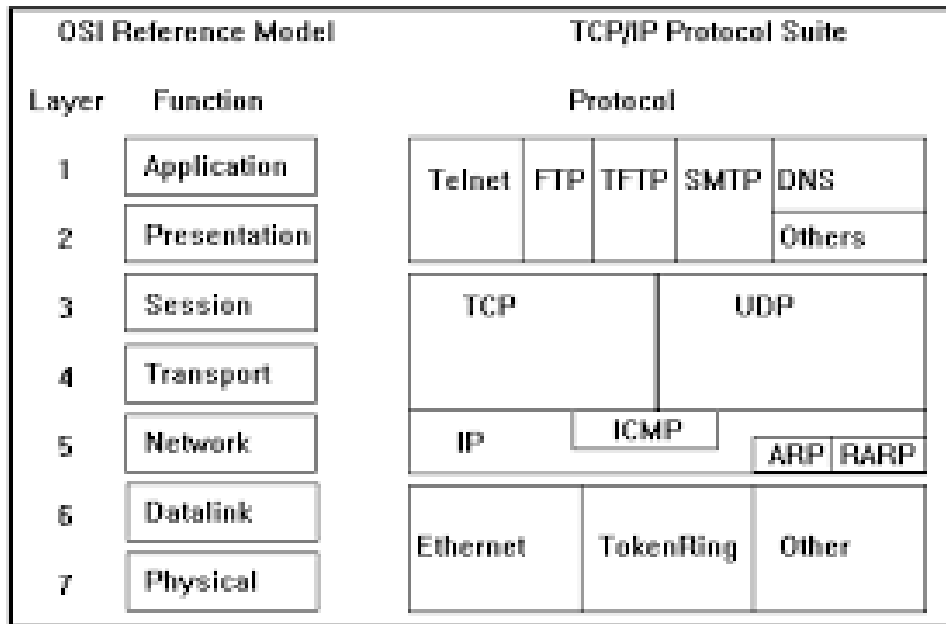 OSI Reference Model TCP/IP Protocol Suite
Layer Function Protocol
1 Application
2 Presentation
3 Session
4 Transport
5 Network
6 Datalink
7 Physical
Telnet FTP TFTP SMTP DNS
Others
TCP UDP
IP ICMP
ARP RARP
Ethernet TokenRing Other